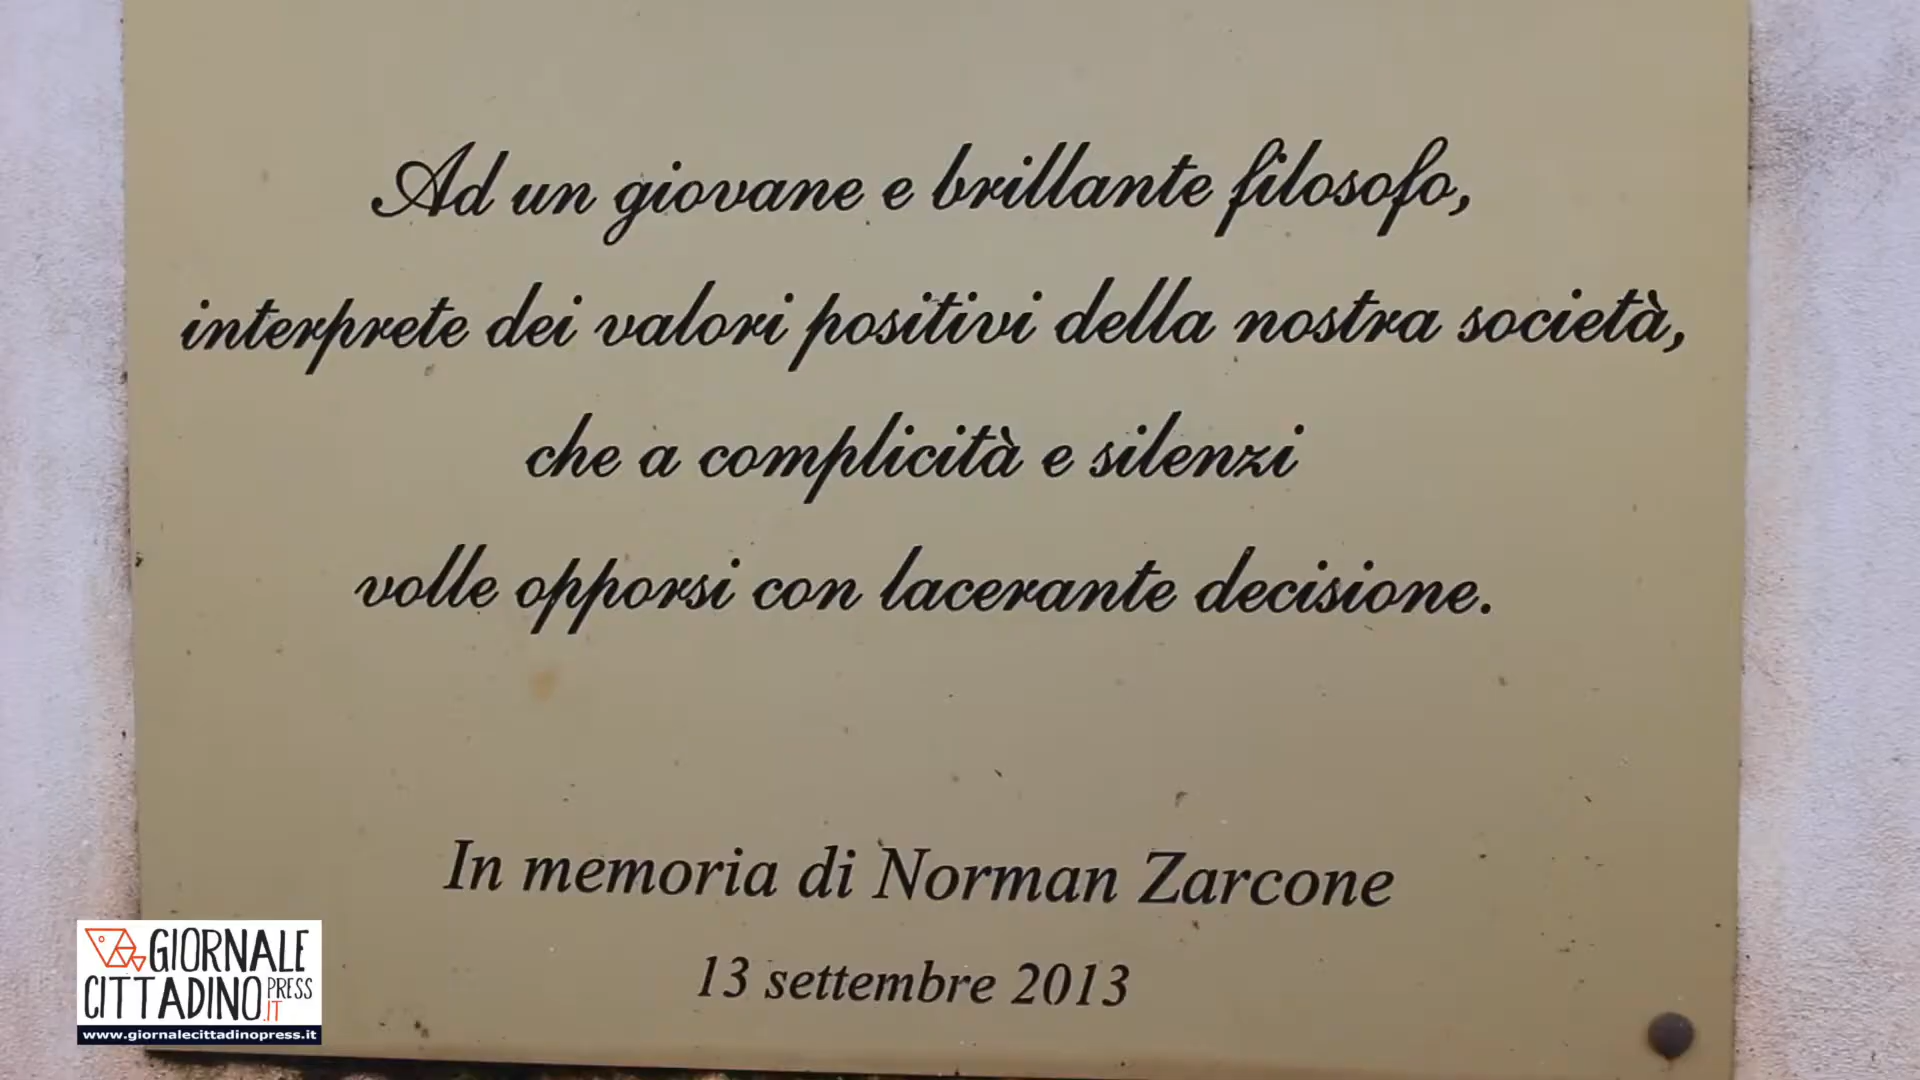 Ad un giovane e brillante filosofo,
interprete dei valori positivi della nostra società,
che a complicità e silenzi
volle opporsi con lacerante decisione.
In memoria di Norman Zarcone
13 settembre 2013
GIORNALE
CITTADINO PRESS
.IT
www.giornalecittadinopress.it